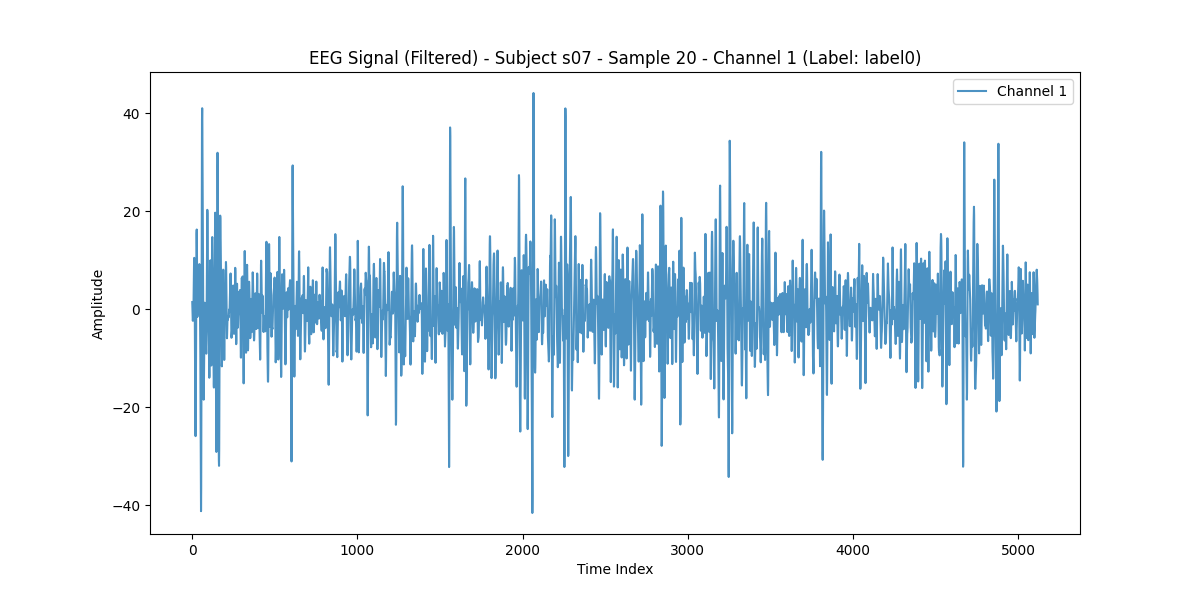 EEG Signal (Filtered) - Subject s07 - Sample 20 - Channel 1 (Label: label0)
Channel 1
40
20
0
−20
−40
Amplitude
0 1000 2000 3000 4000 5000
Time Index